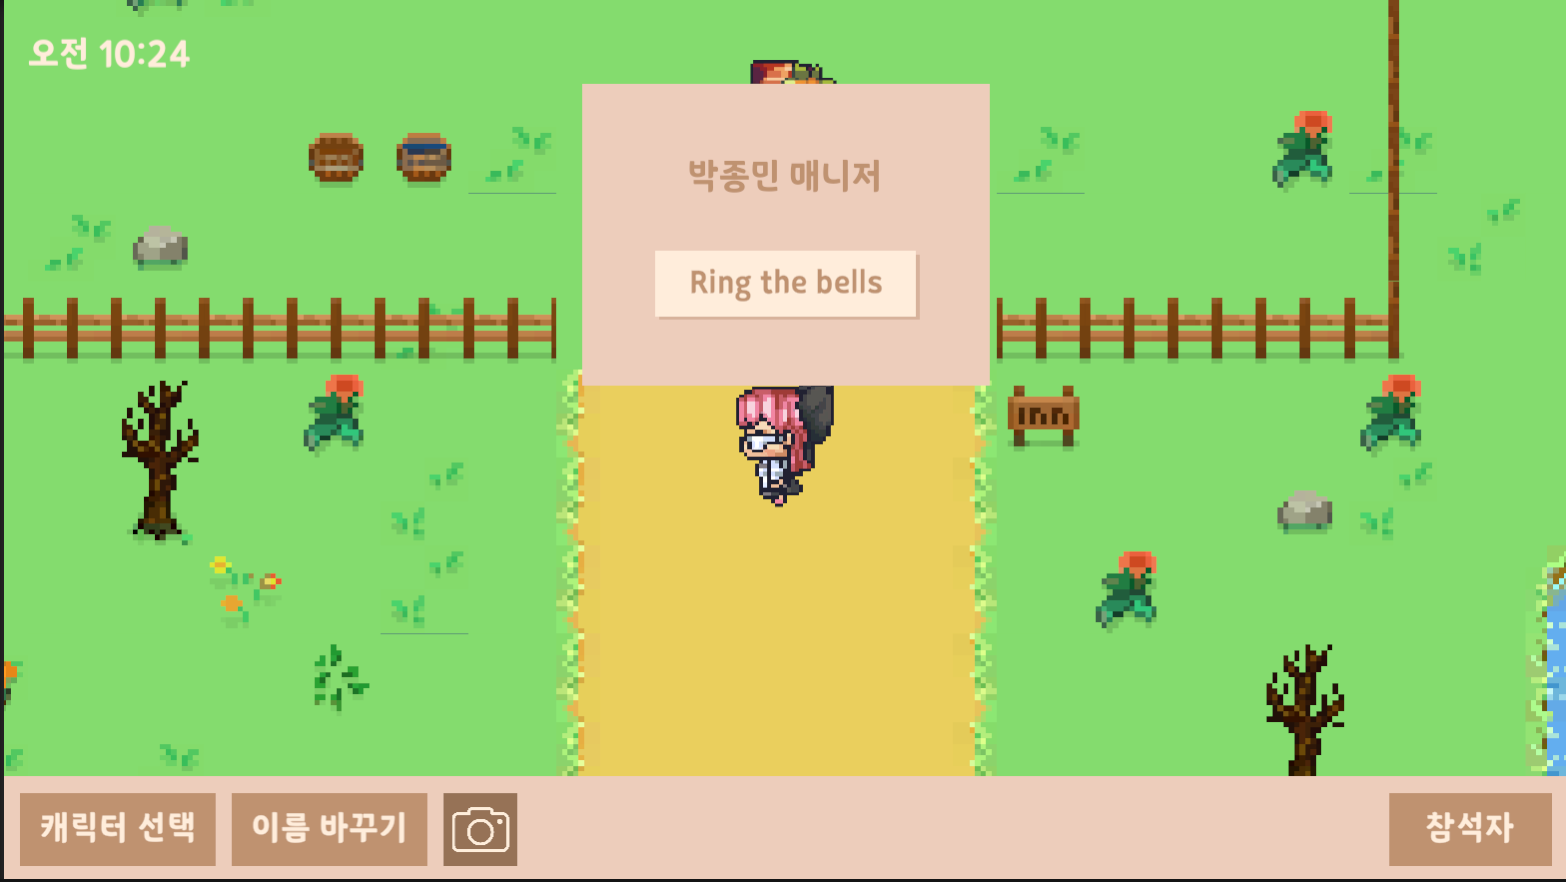 오전 10:24
박종민 매니저
Ring the bells
Inn
캐릭터 선택
이름 바꾸기
참석자